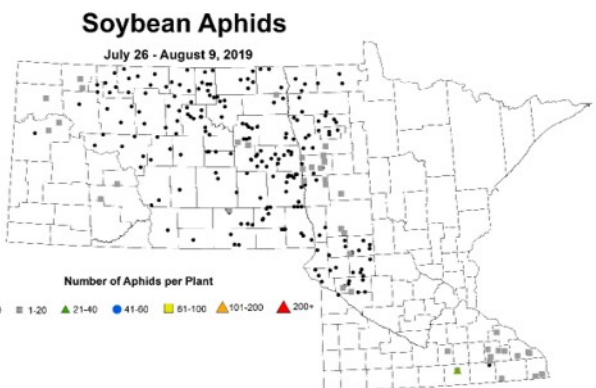 Soybean Aphids
July 26 - August 9, 2019
Number of Aphids per Plant
1-20 21-40 41-60 61-100 101-200 200+